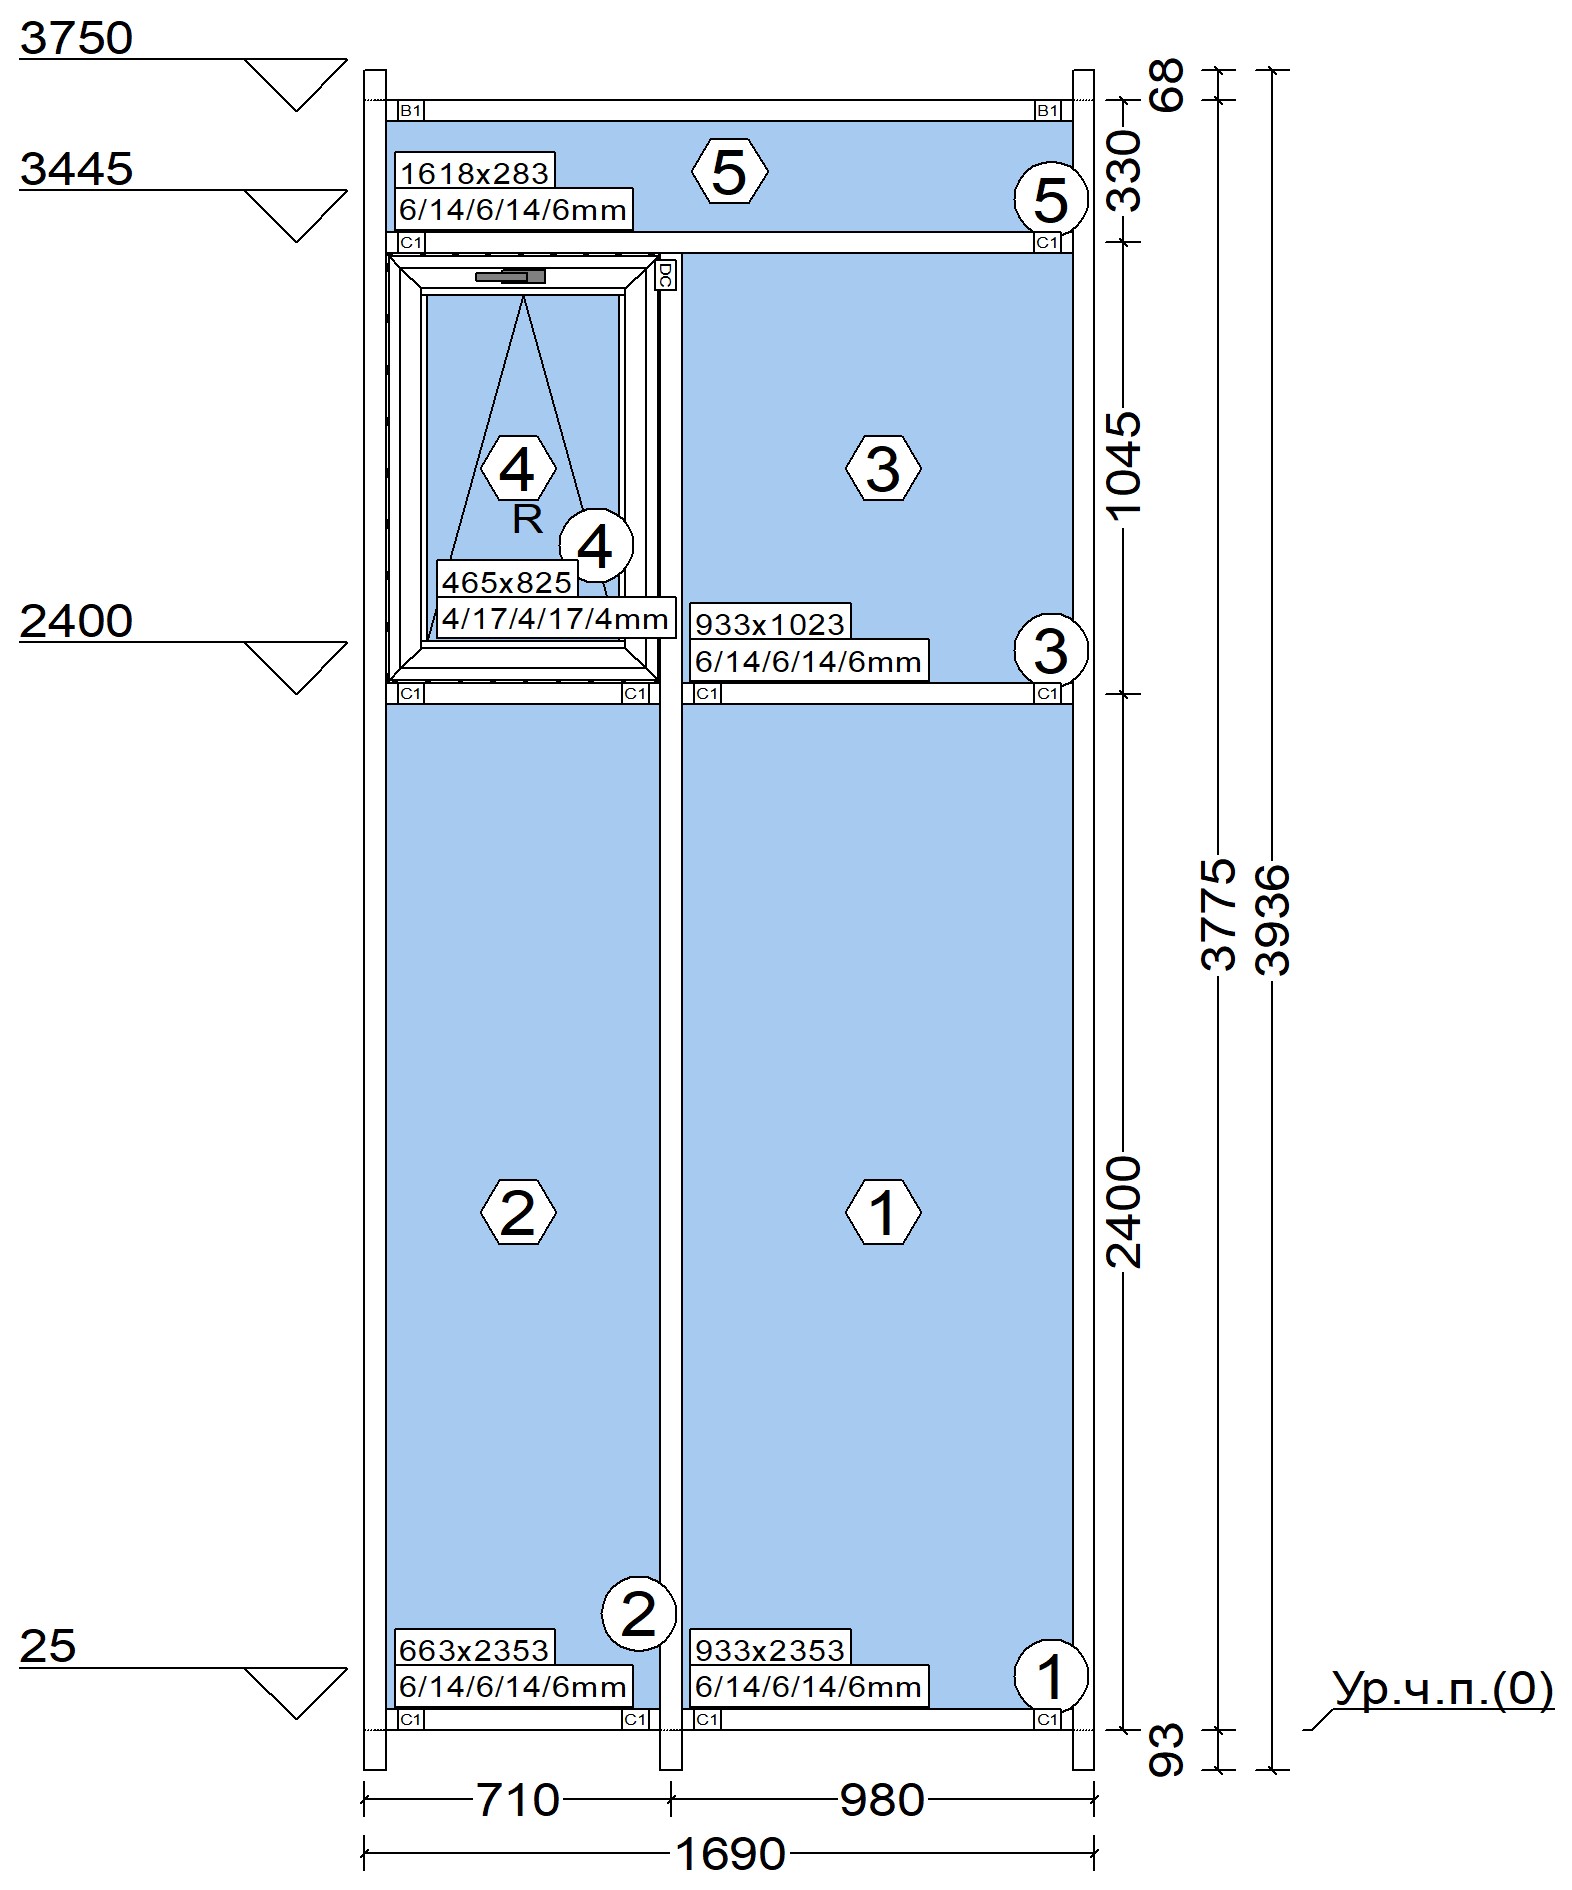 3750
3445
2400
25
B1
B1
5
1618x283
6/14/6/14/6mm
5
C1
C1
DC
4
R
4
465x825
4/17/4/17/4mm
3
933x1023
6/14/6/14/6mm
3
C1
C1
C1
C1
2
1
2
663x2353
6/14/6/14/6mm
933x2353
6/14/6/14/6mm
1
C1
C1
C1
C1
68
330
1045
2400
93
3775
3936
Ур.ч.п.(0)
710
980
1690